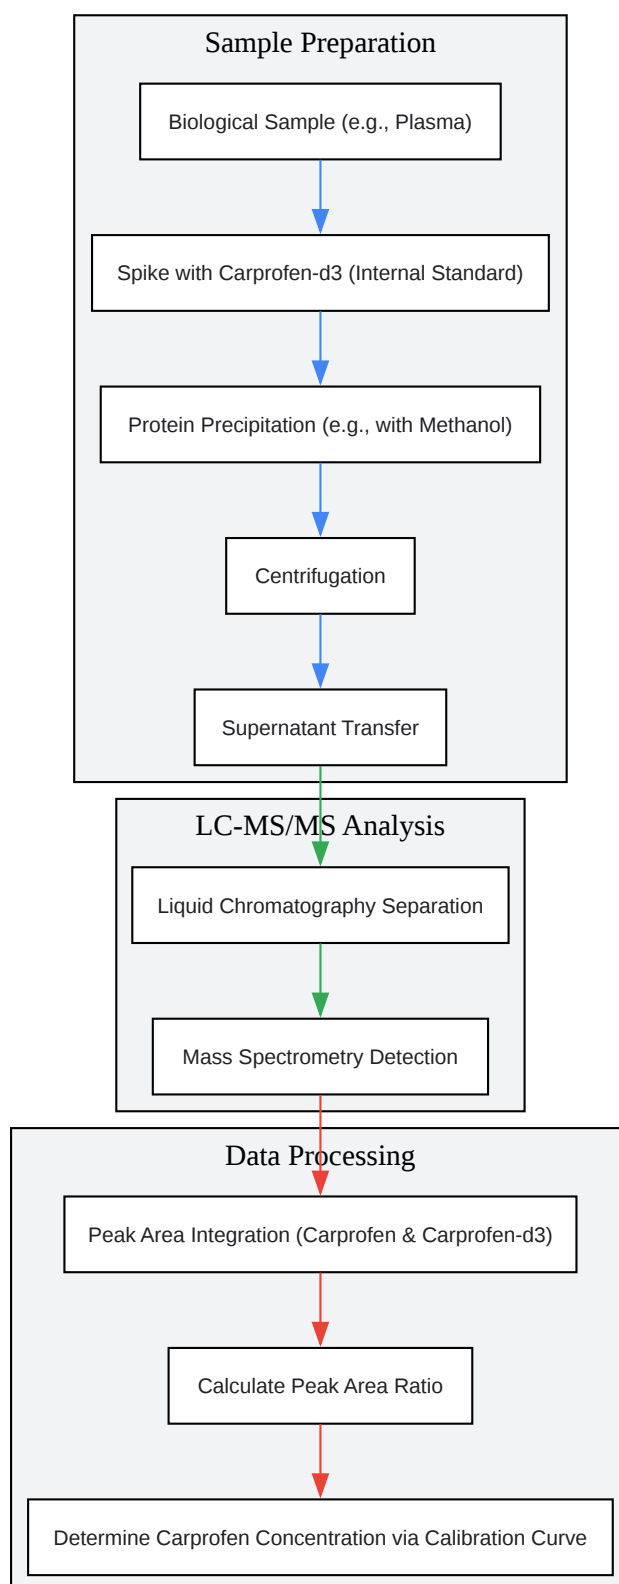 Sample Preparation
Biological Sample (e.g., Plasma)
Spike with Carprofen-d3 (Internal Standard)
Protein Precipitation (e.g., with Methanol)
Centrifugation
Supernatant Transfer
LC-MS/MS Analysis
Liquid Chromatography Separation
Mass Spectrometry Detection
Data Processing
Peak Area Integration (Carprofen & Carprofen-d3)
Calculate Peak Area Ratio
Determine Carprofen Concentration via Calibration Curve